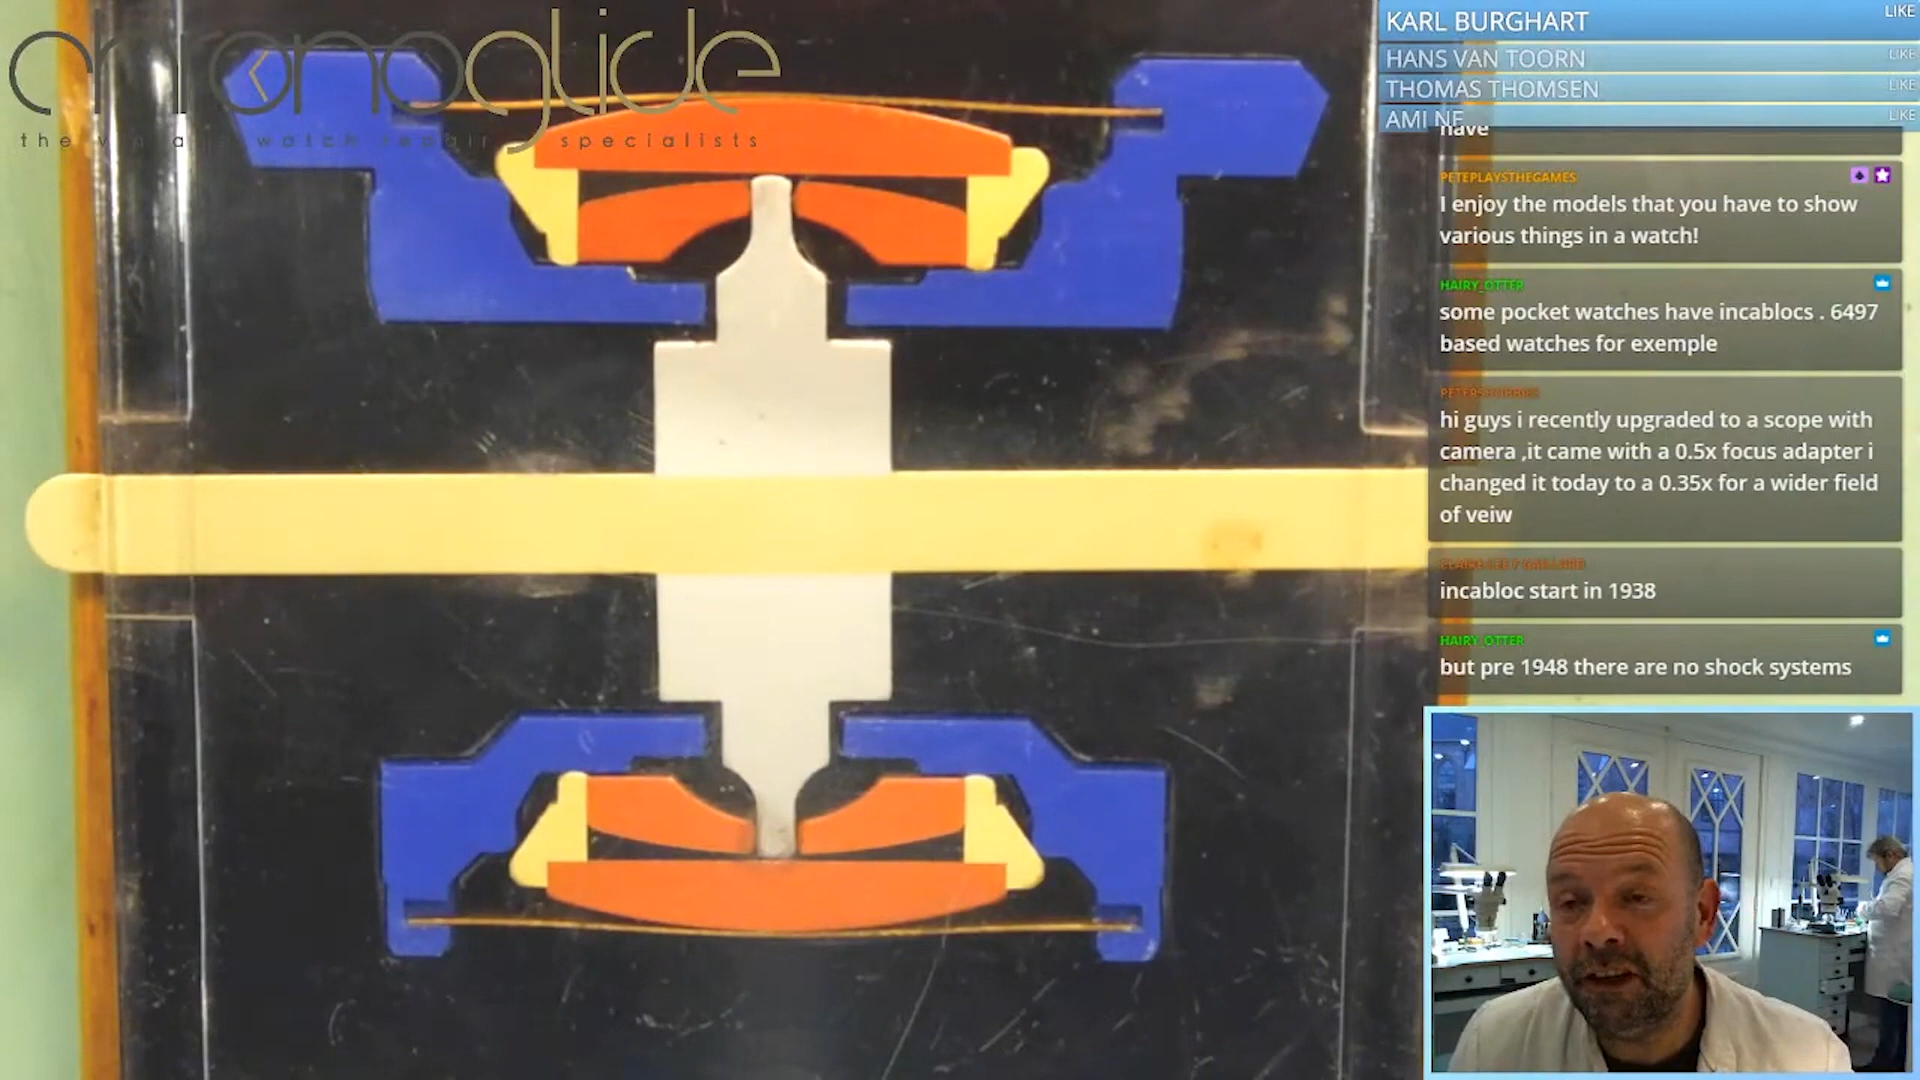 chronoglide
the vintage watch repair specialists
KARL BURGHART LIKE
HANS VAN TOORN LIKE
THOMAS THOMSEN LIKE
AMI NE LIKE
have
PETEPLAYSTHEGAMES
I enjoy the models that you have to show
various things in a watch!
HAIRY_OTTER
some pocket watches have incablocs . 6497
based watches for exemple
hi guys i recently upgraded to a scope with
camera ,it came with a 0.5x focus adapter i
changed it today to a 0.35x for a wider field
of veiw
incabloc start in 1938
HAIRY_OTTER
but pre 1948 there are no shock systems